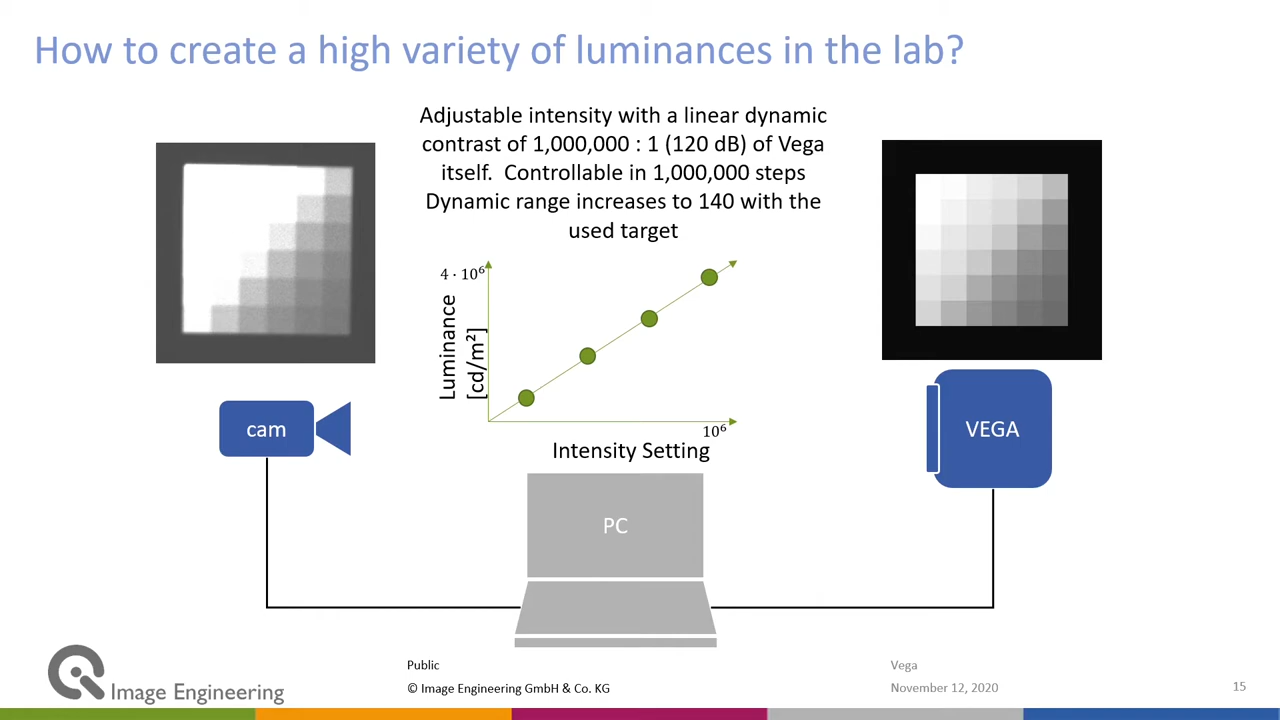 How to create a high variety of luminances in the lab?
Adjustable intensity with a linear dynamic
contrast of 1,000,000 : 1 (120 dB) of Vega
itself. Controllable in 1,000,000 steps
Dynamic range increases to 140 with the
used target
4 · 10⁶
Luminance
[cd/m²]
10⁶
Intensity Setting
cam
VEGA
PC
Image Engineering
Public
© Image Engineering GmbH & Co. KG
Vega
November 12, 2020
15